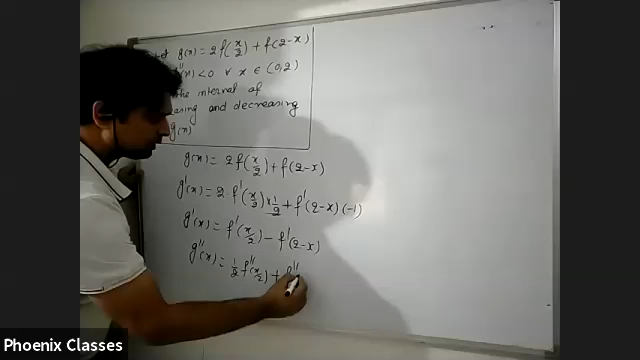 Let g(x) = 2f(x/2) + f(2-x)
f''(x) < 0 ∀ x ∈ (0,2)
the interval of
and decreasing
g(x)
g(x) = 2f(x/2) + f(2-x)
g'(x) = 2·f'(x/2)×1/2 + f'(2-x)(-1)
g'(x) = f'(x/2) - f'(2-x)
g''(x) = 1/2 f''(x/2) + f''
Phoenix Classes